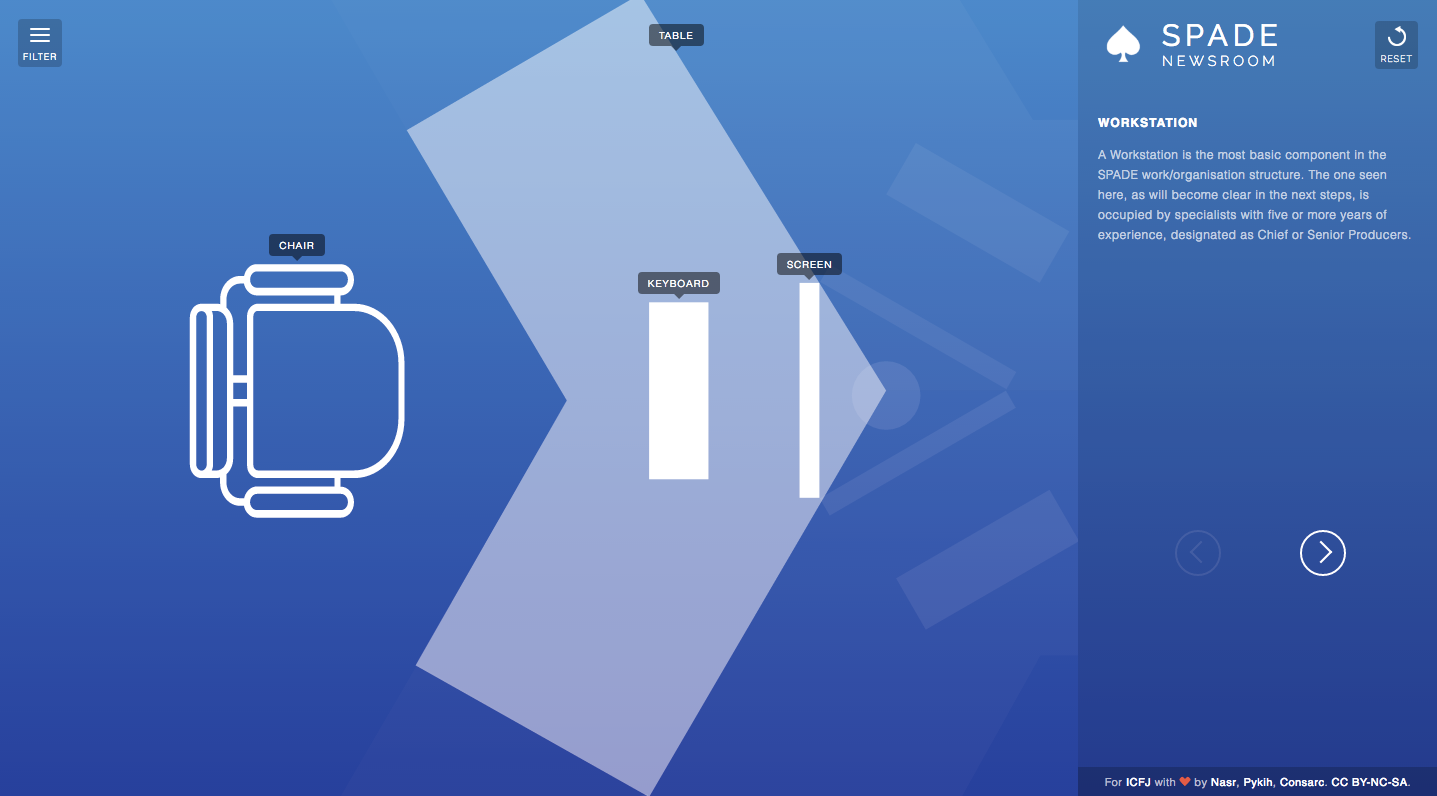 FILTER
TABLE
CHAIR
KEYBOARD
SCREEN
SPADE
NEWSROOM
RESET
WORKSTATION
A Workstation is the most basic component in the
SPADE work/organisation structure. The one seen
here, as will become clear in the next steps, is
occupied by specialists with five or more years of
experience, designated as Chief or Senior Producers.
For ICFJ with ❤ by Nasr, Pykih, Consarc. CC BY-NC-SA.